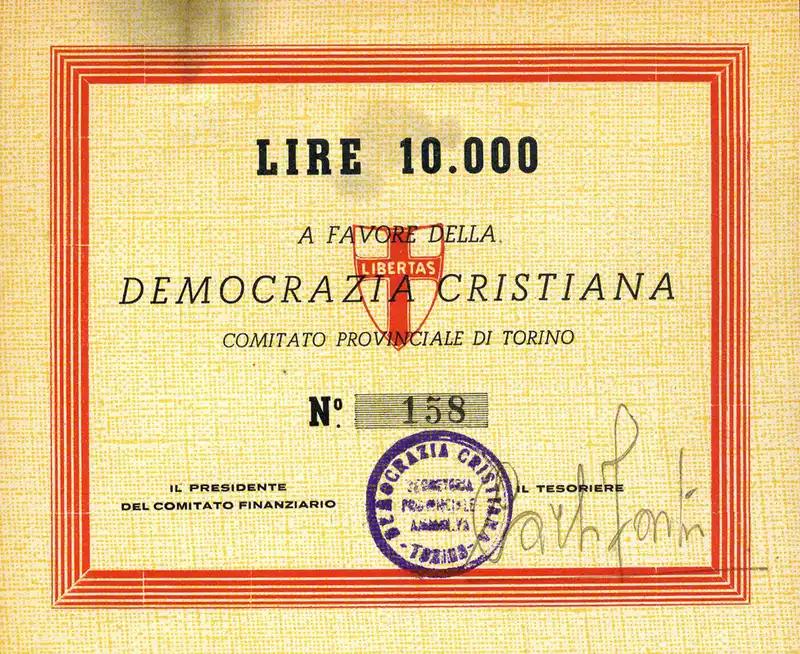 LIRE 10.000
A FAVORE DELLA
LIBERTAS
DEMOCRAZIA CRISTIANA
COMITATO PROVINCIALE DI TORINO
Nº. 158
IL PRESIDENTE
DEL COMITATO FINANZIARIO
DEMOCRAZIA CRISTIANA
SEGRETERIA
PROVINCIALE
- TORINO -
IL TESORIERE